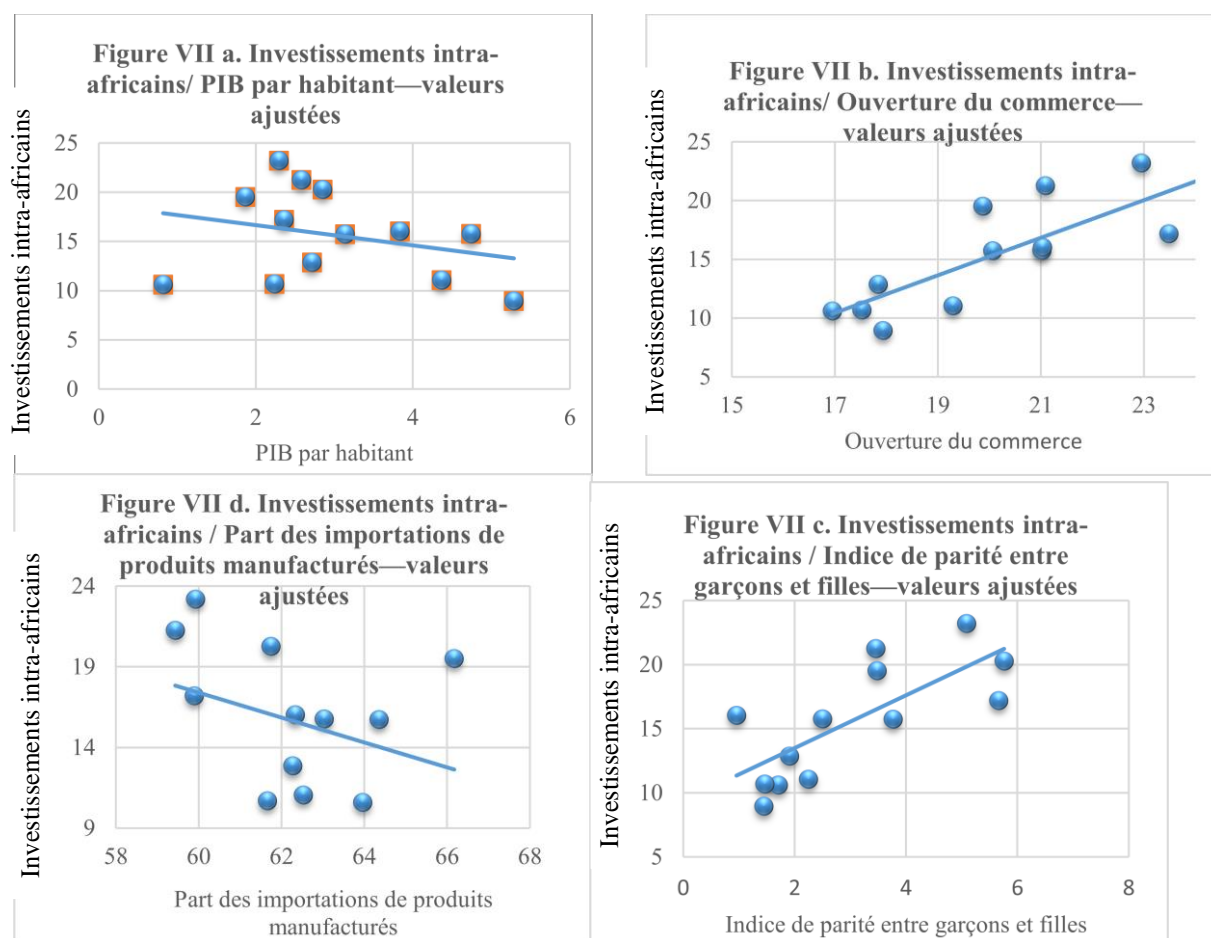 Figure VII a. Investissements intra-
africains/ PIB par habitant—valeurs
ajustées
Investissements intra-africains
25
20
15
10
5
0
0 2 4 6
PIB par habitant
Figure VII b. Investissements intra-
africains/ Ouverture du commerce—
valeurs ajustées
Investissements intra-africains
25
20
15
10
5
15 17 19 21 23
Ouverture du commerce
Figure VII d. Investissements intra-
africains / Part des importations de
produits manufacturés—valeurs
ajustées
Investissements intra-africains
24
19
14
9
58 60 62 64 66 68
Part des importations de produits
manufacturés
Figure VII c. Investissements intra-
africains / Indice de parité entre
garçons et filles—valeurs ajustées
Investissements intra-africains
25
20
15
10
5
0 2 4 6 8
Indice de parité entre garçons et filles